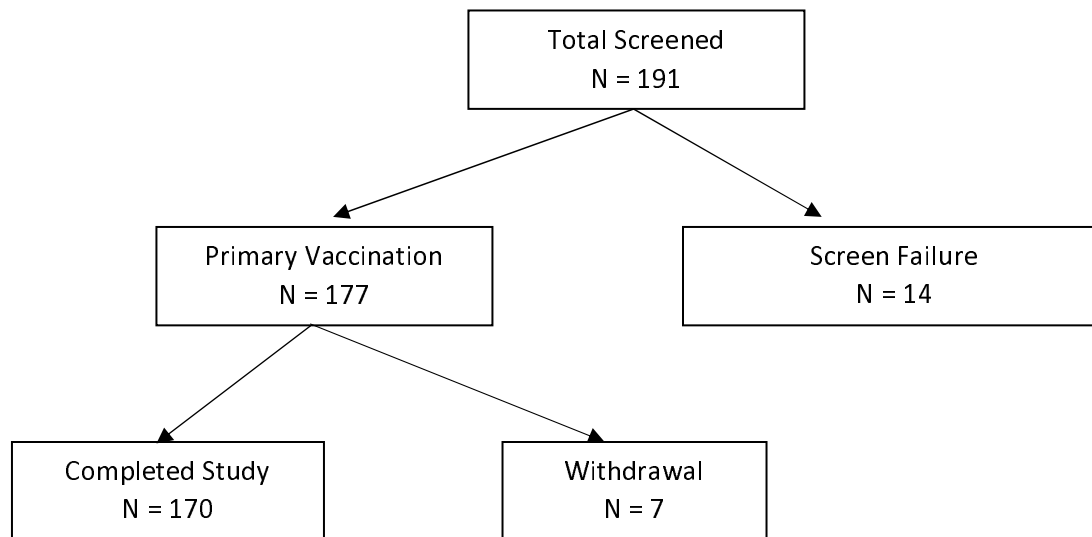 Total Screened
N = 191
Primary Vaccination
N = 177
Screen Failure
N = 14
Completed Study
N = 170
Withdrawal
N = 7